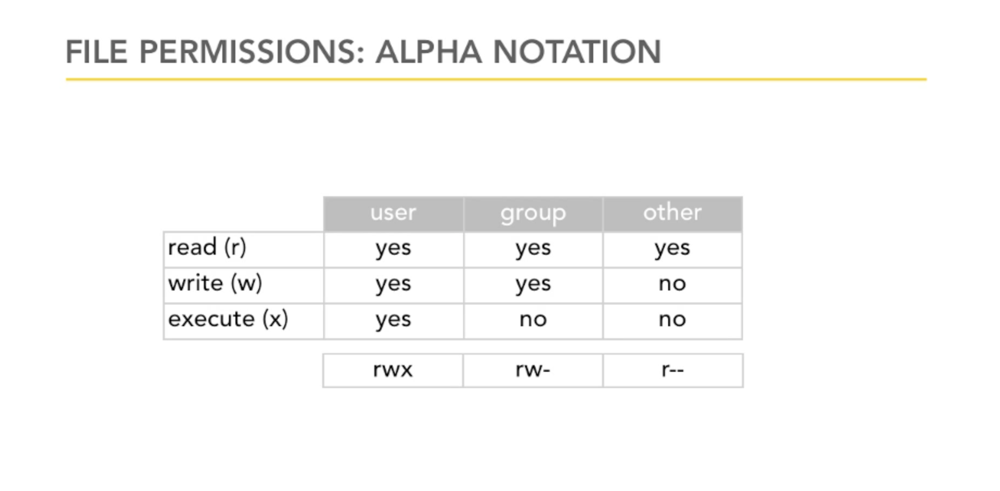 FILE PERMISSIONS: ALPHA NOTATION
user group other
read (r) yes yes yes
write (w) yes yes no
execute (x) yes no no
rwx rw- r--